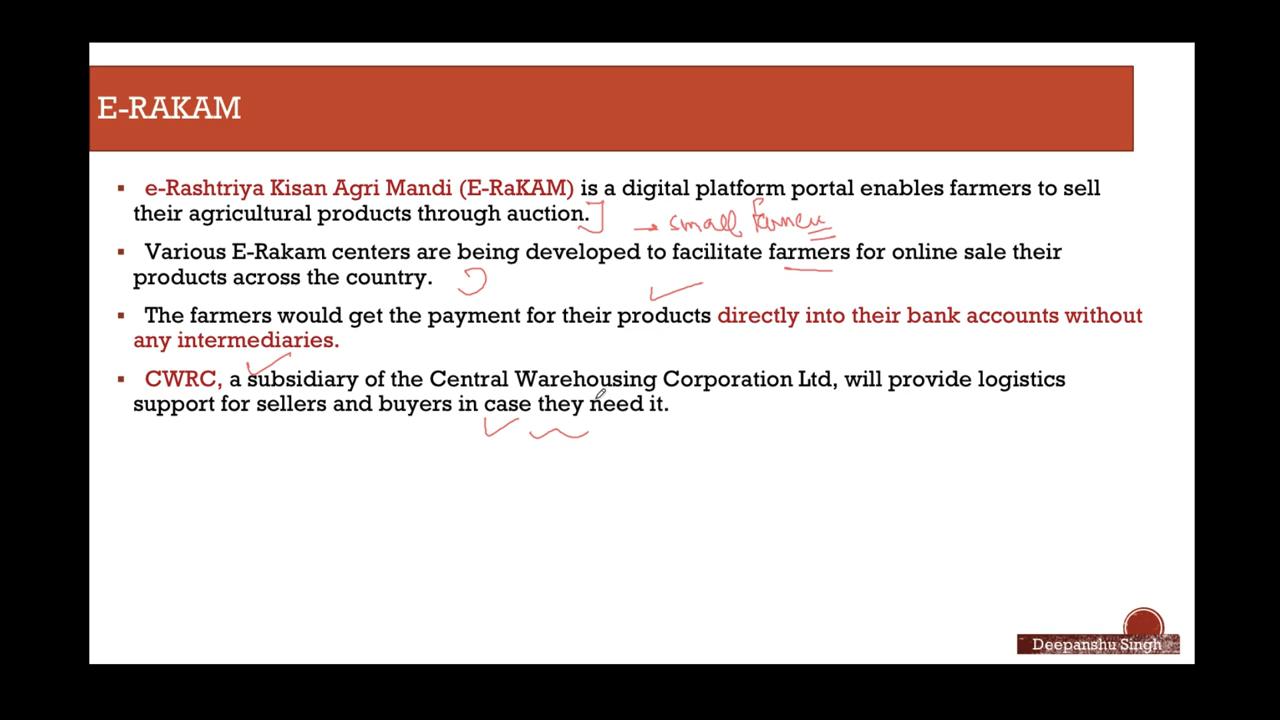 E-RAKAM
▪ e-Rashtriya Kisan Agri Mandi (E-RaKAM) is a digital platform portal enables farmers to sell
their agricultural products through auction.
→ small farmers
▪ Various E-Rakam centers are being developed to facilitate farmers for online sale their
products across the country.
▪ The farmers would get the payment for their products directly into their bank accounts without
any intermediaries.
▪ CWRC, a subsidiary of the Central Warehousing Corporation Ltd, will provide logistics
support for sellers and buyers in case they need it.
Deepanshu Singh